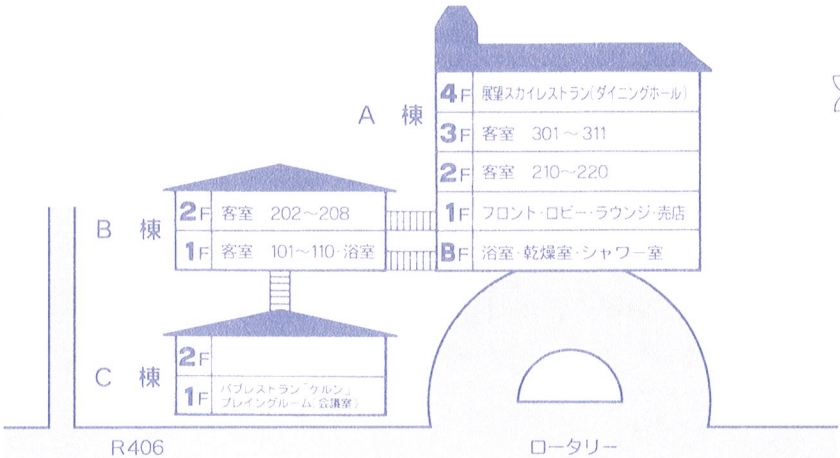 A 棟
4F 展望スカイレストラン(ダイニングホール)
3F 客室 301～311
2F 客室 210～220
1F フロント・ロビー・ラウンジ・売店
BF 浴室・乾燥室・シャワー室
B 棟
2F 客室 202～208
1F 客室 101～110・浴室
C 棟
2F
1F パブレストラン「ケルン」
プレイングルーム(会議室)
R406
ロータリー